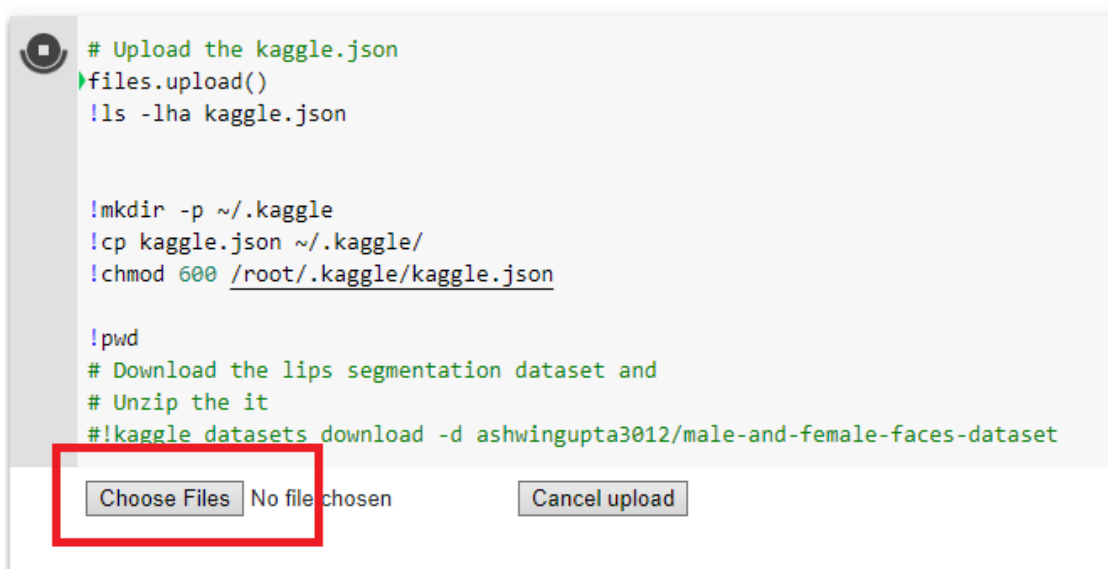 # Upload the kaggle.json
files.upload()
!ls -lha kaggle.json
!mkdir -p ~/.kaggle
!cp kaggle.json ~/.kaggle/
!chmod 600 /root/.kaggle/kaggle.json
!pwd
# Download the lips segmentation dataset and
# Unzip the it
#!kaggle datasets download -d ashwingupta3012/male-and-female-faces-dataset
Choose Files No file chosen Cancel upload